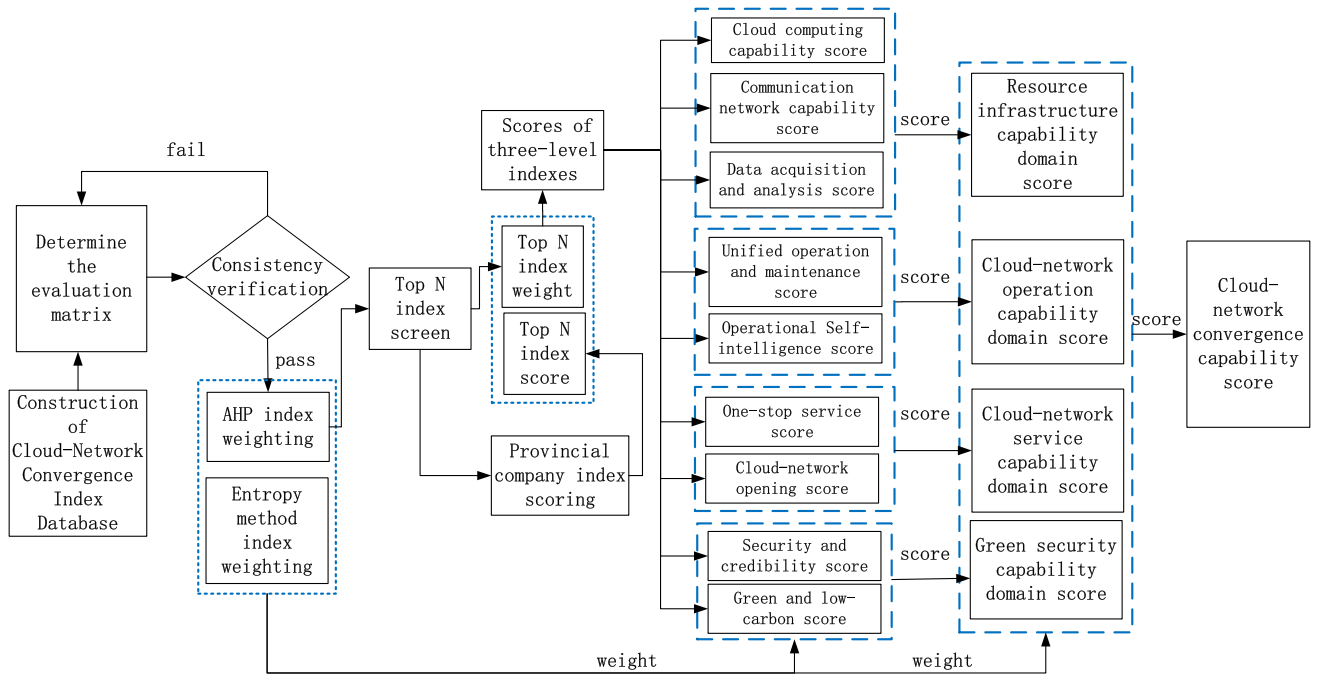 fail
Determine
the
evaluation
matrix
Consistency
verification
pass
Construction
of
Cloud-Network
Convergence
Index
Database
AHP index
weighting
Entropy
method
index
weighting
Top N
index
screen
Scores of
three-level
indexes
Top N
index
weight
Top N
index
score
Provincial
company index
scoring
Cloud computing
capability score
Communication
network capability
score
Data acquisition
and analysis score
Unified operation
and maintenance
score
Operational Self-
intelligence score
One-stop service
score
Cloud-network
opening score
Security and
credibility score
Green and low-
carbon score
score
score
score
score
Resource
infrastructure
capability
domain
score
Cloud-network
operation
capability
domain score
Cloud-network
service
capability
domain score
Green security
capability
domain score
score
Cloud-
network
convergence
capability
score
weight
weight